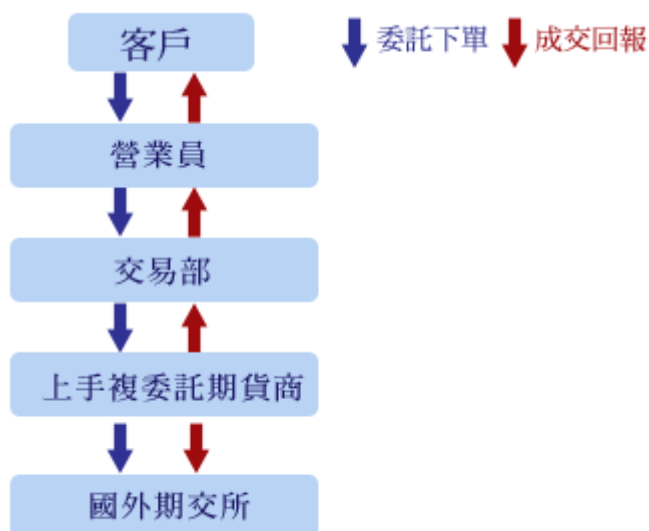 客戶
委託下單
成交回報
營業員
交易部
上手複委託期貨商
國外期交所